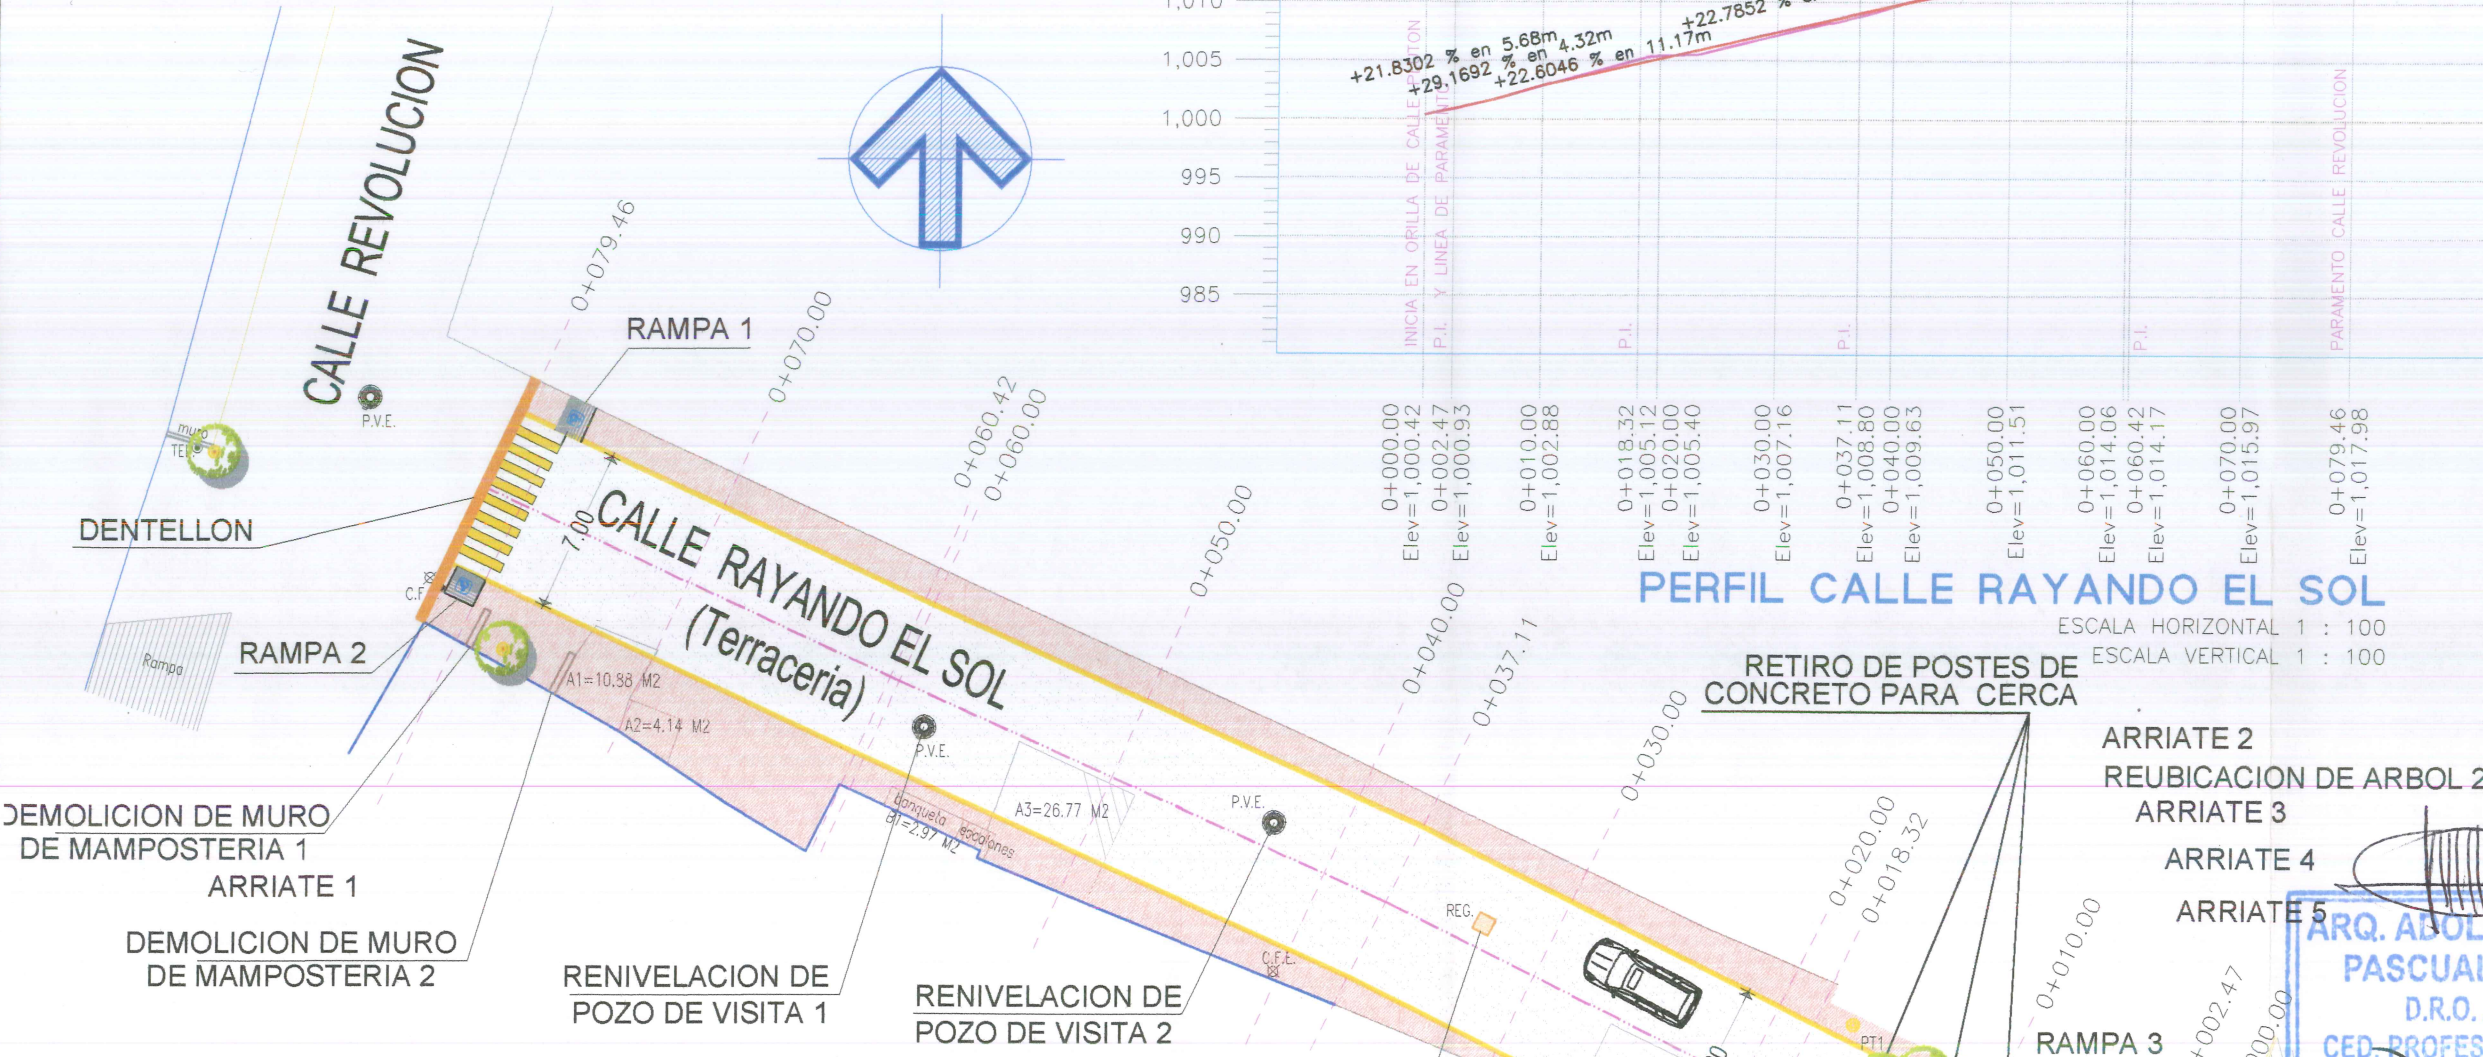 1,010
1,005
1,000
995
990
985
+21.8302 % en 5.68m
+29.1692 % en 4.32m
+22.6046 % en 11.17m
+22.7852 %
INICIA EN ORILLA DE CALLE
P.I. Y LINEA DE PARAMENTO
P.I.
P.I.
P.I.
PARAMENTO CALLE REVOLUCION
0+000.00
Elev=1,000.42
0+002.47
Elev=1,000.93
0+010.00
Elev=1,002.88
0+018.32
Elev=1,005.12
0+020.00
Elev=1,005.40
0+030.00
Elev=1,007.16
0+037.11
Elev=1,008.80
0+040.00
Elev=1,009.63
0+050.00
Elev=1,011.51
0+060.00
Elev=1,014.06
0+060.42
Elev=1,014.17
0+070.00
Elev=1,015.97
0+079.46
Elev=1,017.98
PERFIL CALLE RAYANDO EL SOL
ESCALA HORIZONTAL 1 : 100
ESCALA VERTICAL 1 : 100
CALLE REVOLUCION
P.V.E.
muro
TEL.
Rampa
0+079.46
RAMPA 1
0+070.00
0+060.42
0+060.00
0+050.00
0+040.00
0+037.11
0+030.00
0+020.00
0+018.32
0+010.00
+002.47
DENTELLON
7.00
C.F.
RAMPA 2
CALLE RAYANDO EL SOL
(Terraceria)
A1=10.88 M2
A2=4.14 M2
P.V.E.
banqueta escalones
B1=2.97 M2
A3=26.77 M2
P.V.E.
REG.
C.F.E.
PT1
DEMOLICION DE MURO
DE MAMPOSTERIA 1
ARRIATE 1
DEMOLICION DE MURO
DE MAMPOSTERIA 2
RENIVELACION DE
POZO DE VISITA 1
RENIVELACION DE
POZO DE VISITA 2
RETIRO DE POSTES DE
CONCRETO PARA CERCA
ARRIATE 2
REUBICACION DE ARBOL 2
ARRIATE 3
ARRIATE 4
ARRIATE 5
RAMPA 3
ARQ. ADOL
PASCUAL
D.R.O.
CED. PROFES